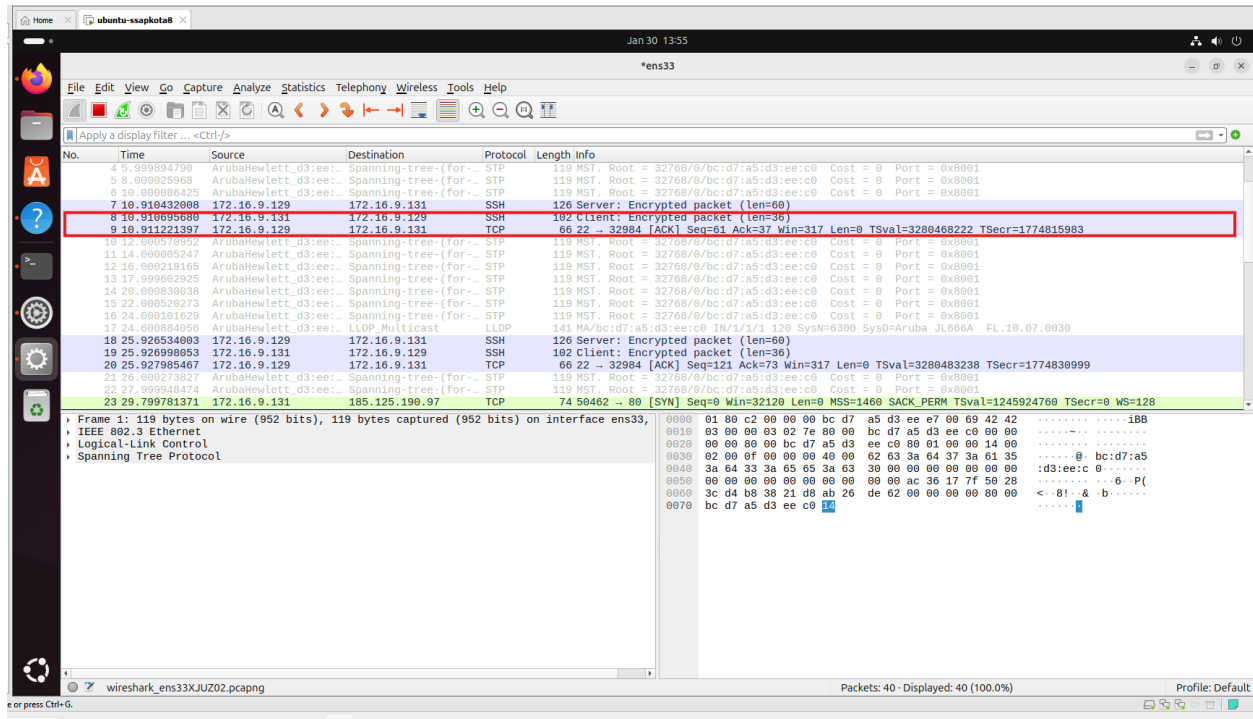 Home
ubuntu-ssapkota8
Jan 30 13:55
*ens33
File Edit View Go Capture Analyze Statistics Telephony Wireless Tools Help
Apply a display filter … <Ctrl-/>
No. Time Source Destination Protocol Length Info
4 5.999894790 ArubaHewlett_d3:ee:… Spanning-tree-(for-… STP 119 MST. Root = 32768/0/bc:d7:a5:d3:ee:c0 Cost = 0 Port = 0x8001
5 8.000025968 ArubaHewlett_d3:ee:… Spanning-tree-(for-… STP 119 MST. Root = 32768/0/bc:d7:a5:d3:ee:c0 Cost = 0 Port = 0x8001
6 10.000086425 ArubaHewlett_d3:ee:… Spanning-tree-(for-… STP 119 MST. Root = 32768/0/bc:d7:a5:d3:ee:c0 Cost = 0 Port = 0x8001
7 10.910432008 172.16.9.129 172.16.9.131 SSH 126 Server: Encrypted packet (len=60)
8 10.910695680 172.16.9.131 172.16.9.129 SSH 102 Client: Encrypted packet (len=36)
9 10.911221397 172.16.9.129 172.16.9.131 TCP 66 22 → 32984 [ACK] Seq=61 Ack=37 Win=317 Len=0 TSval=3280468222 TSecr=1774815983
10 12.000570952 ArubaHewlett_d3:ee:… Spanning-tree-(for-… STP 119 MST. Root = 32768/0/bc:d7:a5:d3:ee:c0 Cost = 0 Port = 0x8001
11 14.000005247 ArubaHewlett_d3:ee:… Spanning-tree-(for-… STP 119 MST. Root = 32768/0/bc:d7:a5:d3:ee:c0 Cost = 0 Port = 0x8001
12 16.000219165 ArubaHewlett_d3:ee:… Spanning-tree-(for-… STP 119 MST. Root = 32768/0/bc:d7:a5:d3:ee:c0 Cost = 0 Port = 0x8001
13 17.999602925 ArubaHewlett_d3:ee:… Spanning-tree-(for-… STP 119 MST. Root = 32768/0/bc:d7:a5:d3:ee:c0 Cost = 0 Port = 0x8001
14 20.000830038 ArubaHewlett_d3:ee:… Spanning-tree-(for-… STP 119 MST. Root = 32768/0/bc:d7:a5:d3:ee:c0 Cost = 0 Port = 0x8001
15 22.000520273 ArubaHewlett_d3:ee:… Spanning-tree-(for-… STP 119 MST. Root = 32768/0/bc:d7:a5:d3:ee:c0 Cost = 0 Port = 0x8001
16 24.000101629 ArubaHewlett_d3:ee:… Spanning-tree-(for-… STP 119 MST. Root = 32768/0/bc:d7:a5:d3:ee:c0 Cost = 0 Port = 0x8001
17 24.600884056 ArubaHewlett_d3:ee:… LLDP_Multicast LLDP 141 MA/bc:d7:a5:d3:ee:c0 IN/1/1/1 120 SysN=6300 SysD=Aruba JL666A FL.10.07.0030
18 25.926534003 172.16.9.129 172.16.9.131 SSH 126 Server: Encrypted packet (len=60)
19 25.926998053 172.16.9.131 172.16.9.129 SSH 102 Client: Encrypted packet (len=36)
20 25.927985467 172.16.9.129 172.16.9.131 TCP 66 22 → 32984 [ACK] Seq=121 Ack=73 Win=317 Len=0 TSval=3280483238 TSecr=1774830999
21 26.000273827 ArubaHewlett_d3:ee:… Spanning-tree-(for-… STP 119 MST. Root = 32768/0/bc:d7:a5:d3:ee:c0 Cost = 0 Port = 0x8001
22 27.999948474 ArubaHewlett_d3:ee:… Spanning-tree-(for-… STP 119 MST. Root = 32768/0/bc:d7:a5:d3:ee:c0 Cost = 0 Port = 0x8001
23 29.799781371 172.16.9.131 185.125.190.97 TCP 74 50462 → 80 [SYN] Seq=0 Win=32120 Len=0 MSS=1460 SACK_PERM TSval=1245924760 TSecr=0 WS=128
Frame 1: 119 bytes on wire (952 bits), 119 bytes captured (952 bits) on interface ens33,
IEEE 802.3 Ethernet
Logical-Link Control
Spanning Tree Protocol
0000 01 80 c2 00 00 00 bc d7 a5 d3 ee e7 00 69 42 42 ········ ·····iBB
0010 03 00 00 03 02 7e 80 00 bc d7 a5 d3 ee c0 00 00 ·····~·· ········
0020 00 00 80 00 bc d7 a5 d3 ee c0 80 01 00 00 14 00 ········ ········
0030 02 00 0f 00 00 00 40 00 62 63 3a 64 37 3a 61 35 ······@· bc:d7:a5
0040 3a 64 33 3a 65 65 3a 63 30 00 00 00 00 00 00 00 :d3:ee:c 0·······
0050 00 00 00 00 00 00 00 00 00 00 ac 36 17 7f 50 28 ········ ···6··P(
0060 3c d4 b8 38 21 d8 ab 26 de 62 00 00 00 00 80 00 <··8!··& ·b······
0070 bc d7 a5 d3 ee c0 14 ·······
wireshark_ens33XJUZ02.pcapng
Packets: 40 · Displayed: 40 (100.0%)
Profile: Default
e or press Ctrl+G.